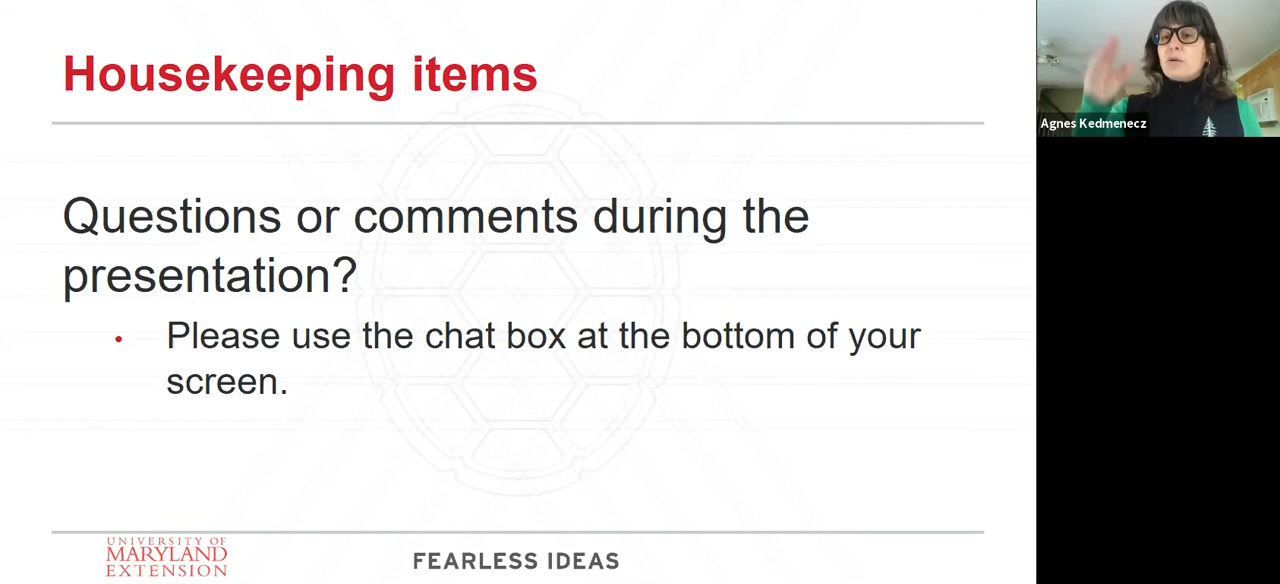 Housekeeping items
Agnes Kedmenecz
Questions or comments during the
presentation?
• Please use the chat box at the bottom of your
screen.
UNIVERSITY OF
MARYLAND
EXTENSION
FEARLESS IDEAS